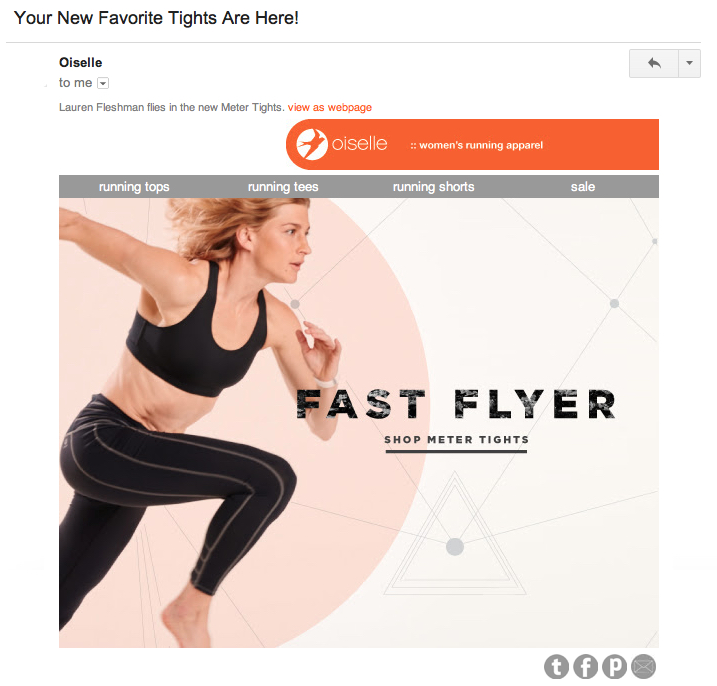 Your New Favorite Tights Are Here!
Oiselle
to me
Lauren Fleshman flies in the new Meter Tights. view as webpage
oiselle :: women's running apparel
running tops running tees running shorts sale
FAST FLYER
SHOP METER TIGHTS
t f p